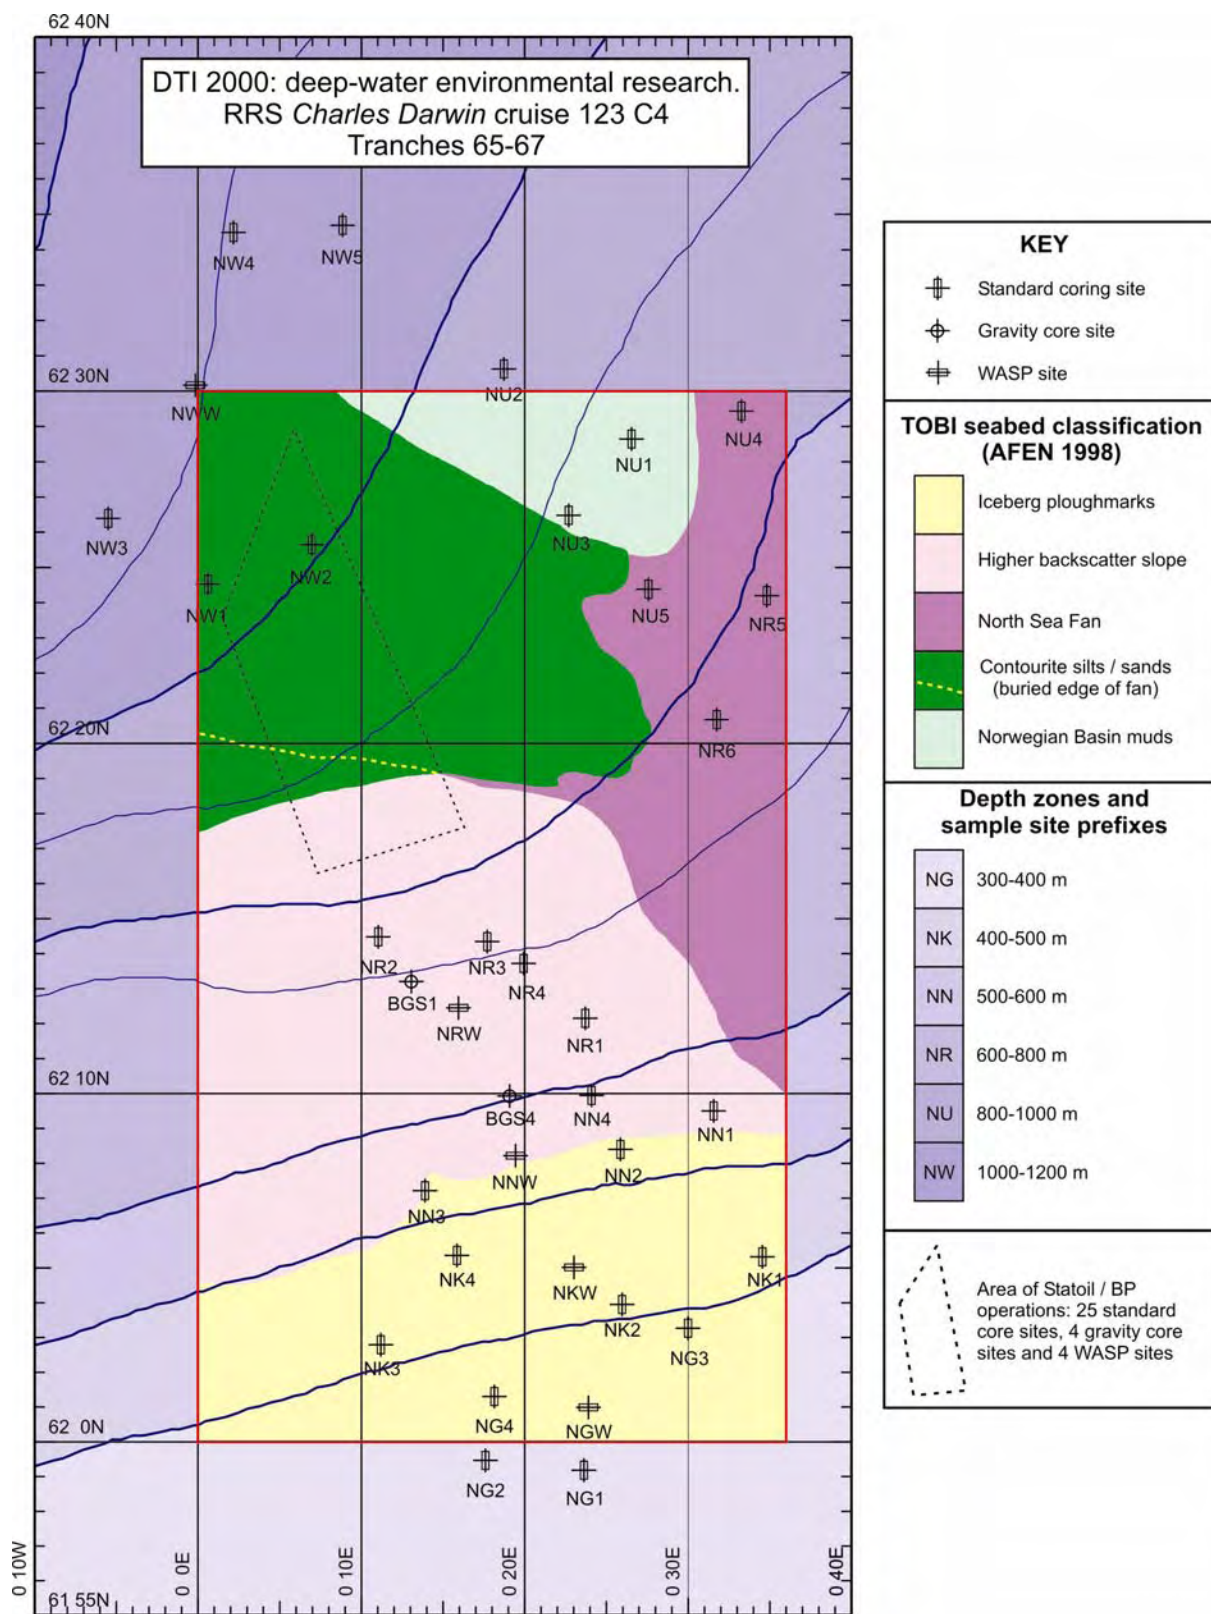 62 40N
DTI 2000: deep-water environmental research.
RRS Charles Darwin cruise 123 C4
Tranches 65-67
NW4
NW5
62 30N
NWW
NU2
NU4
NU1
NW3
NU3
NW2
NW1
NU5
NR5
62 20N
NR6
NR2
NR3
BGS1
NR4
NRW
NR1
62 10N
BGS4
NN4
NN1
NNW
NN2
NN3
NK4
NKW
NK1
NK2
NG3
NK3
NG4
NGW
62 0N
NG2
NG1
0 10W
0 0E
0 10E
0 20E
0 30E
0 40E
61 55N
KEY
Standard coring site
Gravity core site
WASP site
TOBI seabed classification
(AFEN 1998)
Iceberg ploughmarks
Higher backscatter slope
North Sea Fan
Contourite silts / sands
(buried edge of fan)
Norwegian Basin muds
Depth zones and
sample site prefixes
NG 300-400 m
NK 400-500 m
NN 500-600 m
NR 600-800 m
NU 800-1000 m
NW 1000-1200 m
Area of Statoil / BP
operations: 25 standard
core sites, 4 gravity core
sites and 4 WASP sites